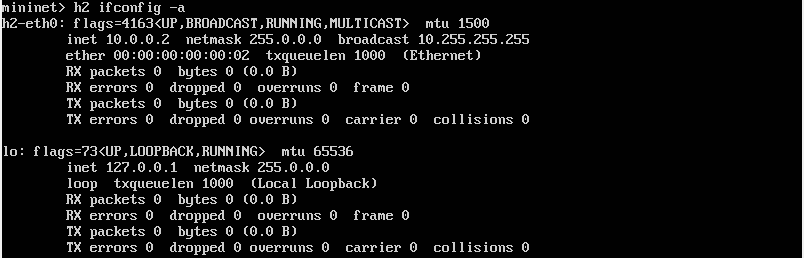 mininet> h2 ifconfig -a
h2-eth0: flags=4163<UP,BROADCAST,RUNNING,MULTICAST>  mtu 1500
        inet 10.0.0.2  netmask 255.0.0.0  broadcast 10.255.255.255
        ether 00:00:00:00:00:02  txqueuelen 1000  (Ethernet)
        RX packets 0  bytes 0 (0.0 B)
        RX errors 0  dropped 0  overruns 0  frame 0
        TX packets 0  bytes 0 (0.0 B)
        TX errors 0  dropped 0 overruns 0  carrier 0  collisions 0

lo: flags=73<UP,LOOPBACK,RUNNING>  mtu 65536
        inet 127.0.0.1  netmask 255.0.0.0
        loop  txqueuelen 1000  (Local Loopback)
        RX packets 0  bytes 0 (0.0 B)
        RX errors 0  dropped 0  overruns 0  frame 0
        TX packets 0  bytes 0 (0.0 B)
        TX errors 0  dropped 0 overruns 0  carrier 0  collisions 0